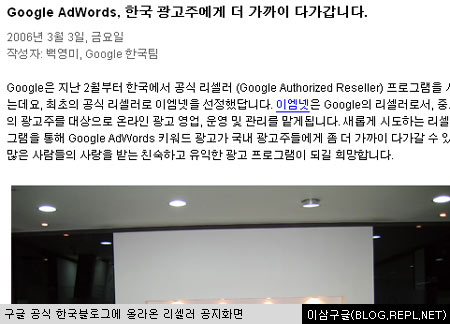 Google AdWords, 한국 광고주에게 더 가까이 다가갑니다.
2006년 3월 3일, 금요일
작성자: 백영미, Google 한국팀
Google은 지난 2월부터 한국에서 공식 리셀러 (Google Authorized Reseller) 프로그램을
는데요, 최초의 공식 리셀러로 이엠넷을 선정했답니다. 이엠넷은 Google의 리셀러로서, 중
의 광고주를 대상으로 온라인 광고 영업, 운영 및 관리를 맡게됩니다. 새롭게 시도하는 리셀
그램을 통해 Google AdWords 키워드 광고가 국내 광고주들에게 좀 더 가까이 다가갈 수 있
많은 사람들의 사랑을 받는 친숙하고 유익한 광고 프로그램이 되길 희망합니다.
구글 공식 한국블로그에 올라온 리셀러 공지화면
미삼구글(BLOG.REPL.NET)